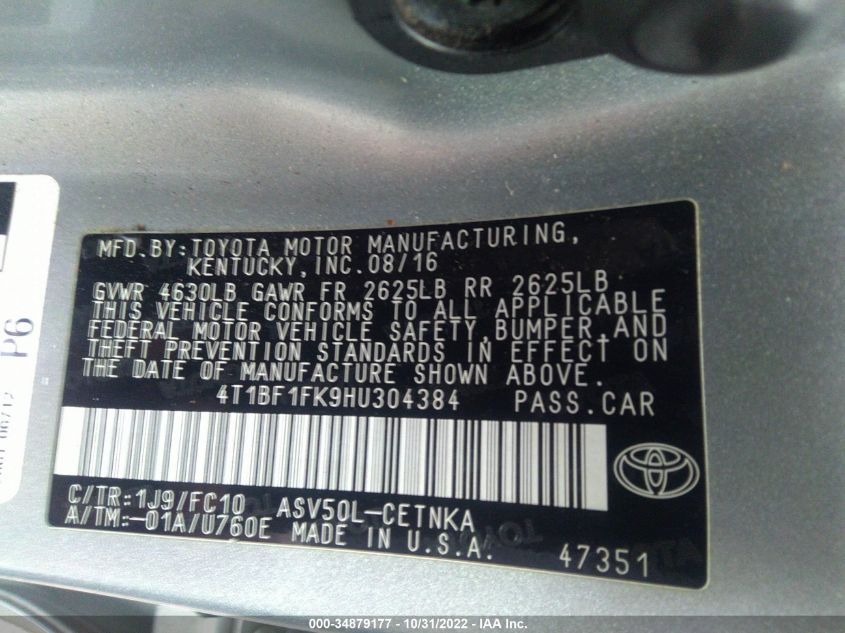 MFD.BY:TOYOTA MOTOR MANUFACTURING,
KENTUCKY,INC.08/16
GVWR 4630LB GAWR FR 2625LB RR 2625LB
THIS VEHICLE CONFORMS TO ALL APPLICABLE
FEDERAL MOTOR VEHICLE SAFETY,BUMPER,AND
THEFT PREVENTION STANDARDS IN EFFECT ON
THE DATE OF MANUFACTURE SHOWN ABOVE.
4T1BF1FK9HU304384 PASS.CAR
C/TR:1J9/FC10 ASV50L-CETNKA
A/TM:-01A/U760E MADE IN U.S.A.
47351
P6
000-34879177 - 10/31/2022 - IAA Inc.